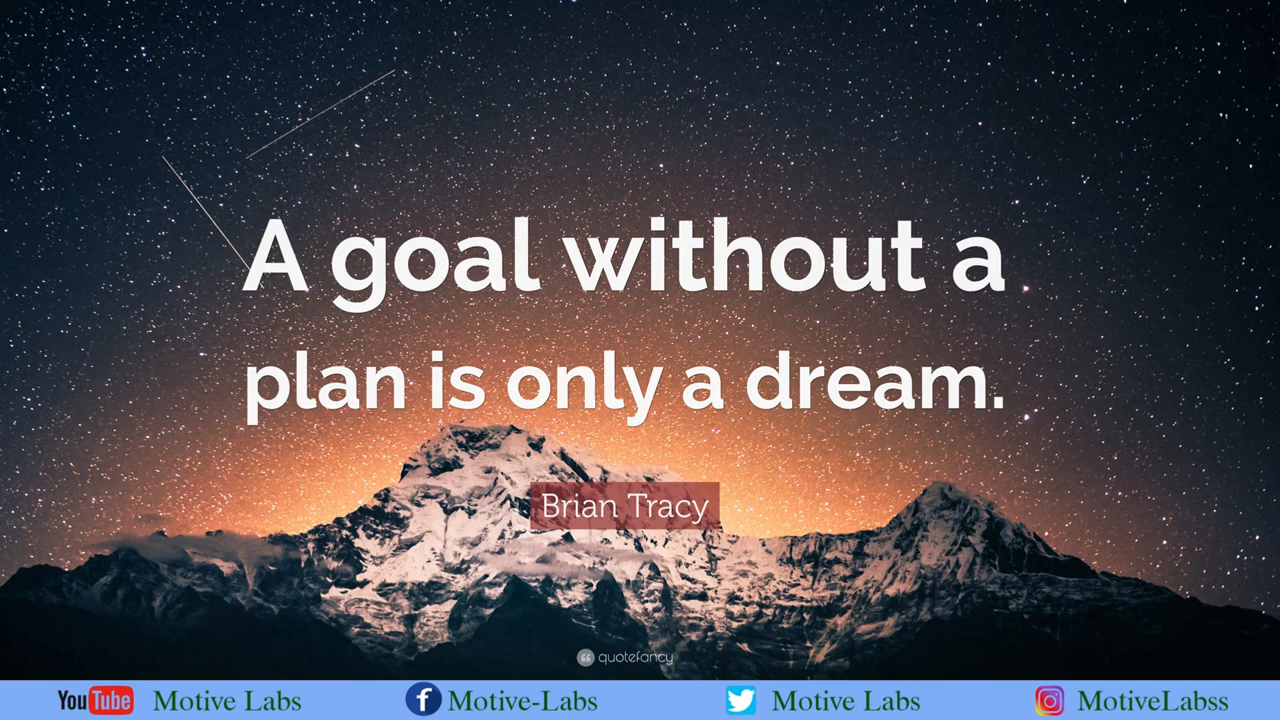 A goal without a
plan is only a dream.
Brian Tracy
quotefancy
YouTube Motive Labs f Motive-Labs Motive Labs MotiveLabss